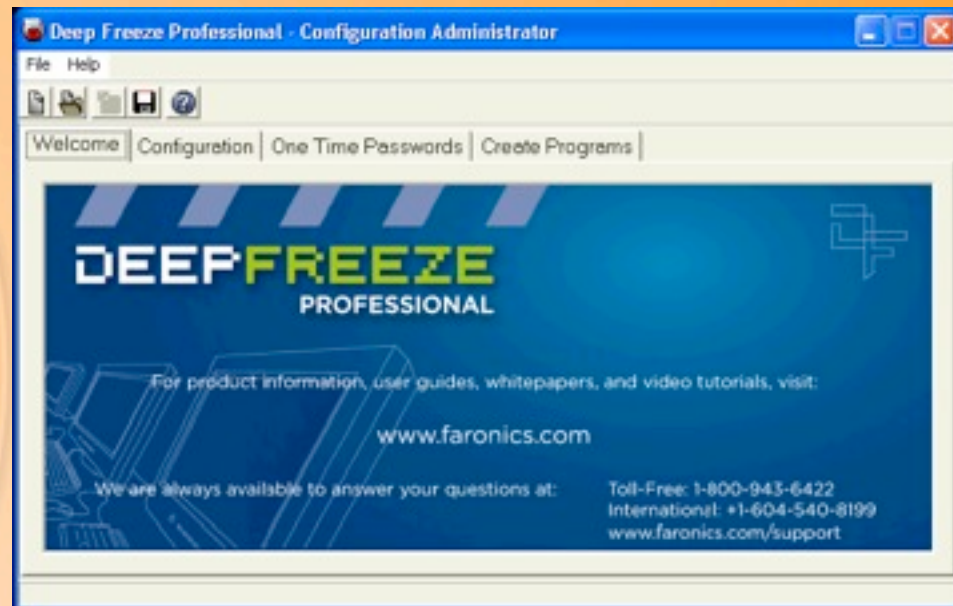 Deep Freeze Professional - Configuration Administrator
File Help
Welcome Configuration One Time Passwords Create Programs
DEEPFREEZE
PROFESSIONAL
For product information, user guides, whitepapers, and video tutorials, visit:
www.faronics.com
We are always available to answer your questions at:
Toll-Free: 1-800-943-6422
International: +1-604-540-8199
www.faronics.com/support